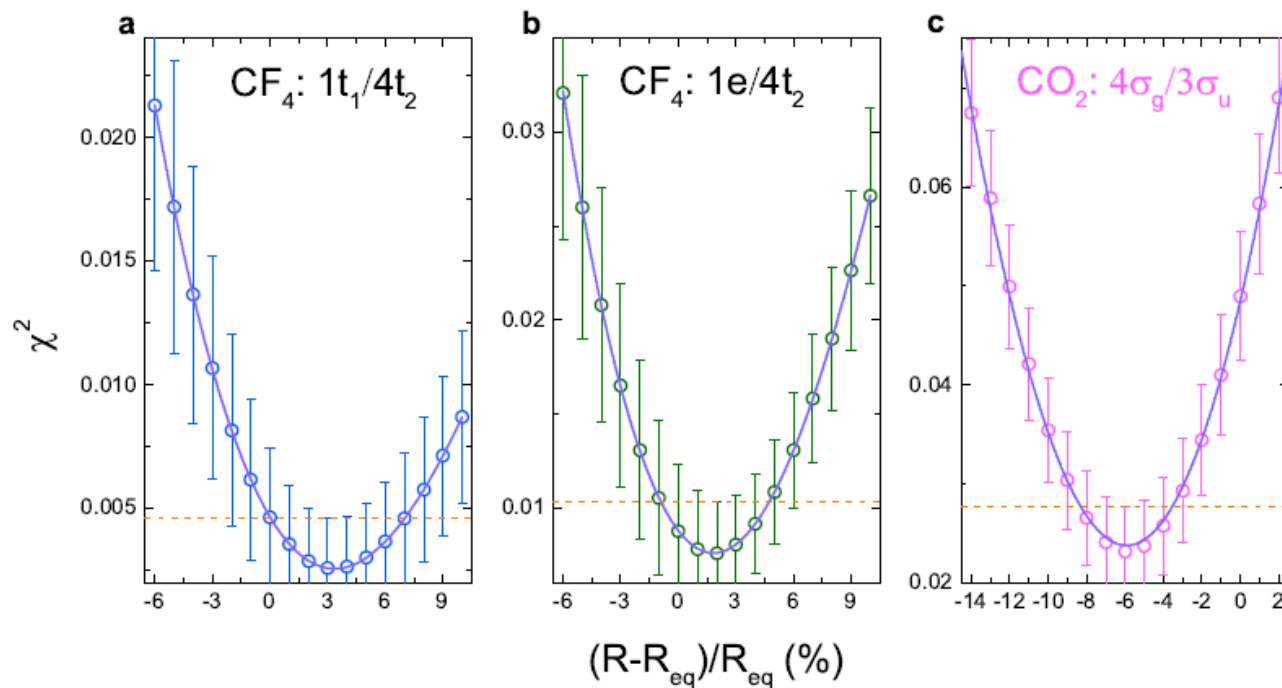 a b c
CF₄: 1t₁/4t₂ CF₄: 1e/4t₂ CO₂: 4σg/3σu
0.020 0.03 0.06
0.015
0.02 0.04
0.010
0.005 0.01
0.02
χ²
-6 -3 0 3 6 9 -6 -3 0 3 6 9 -14 -12 -10 -8 -6 -4 -2 0 2
(R-Req)/Req (%)